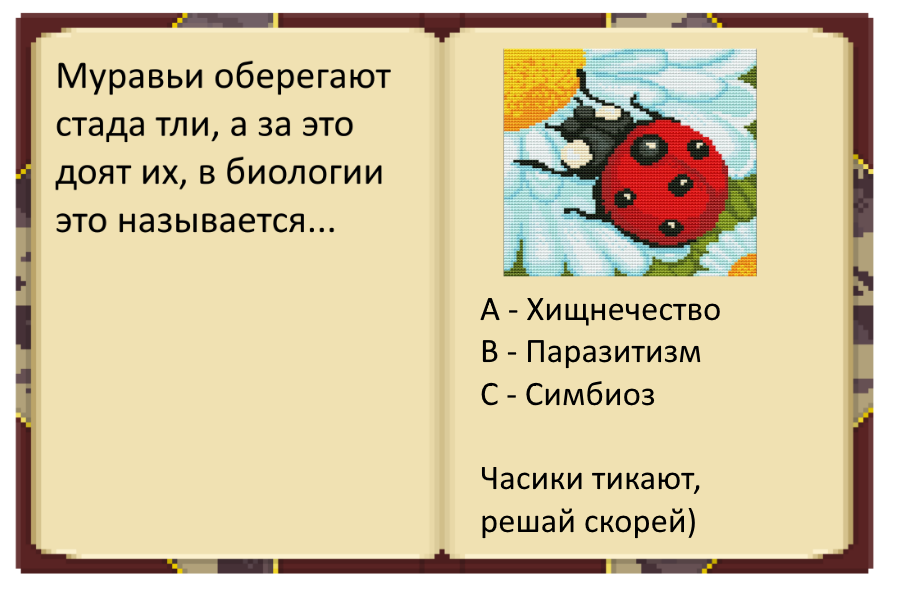 Муравьи оберегают
стада тли, а за это
доят их, в биологии
это называется...
A - Хищнечество
B - Паразитизм
C - Симбиоз
Часики тикают,
решай скорей)